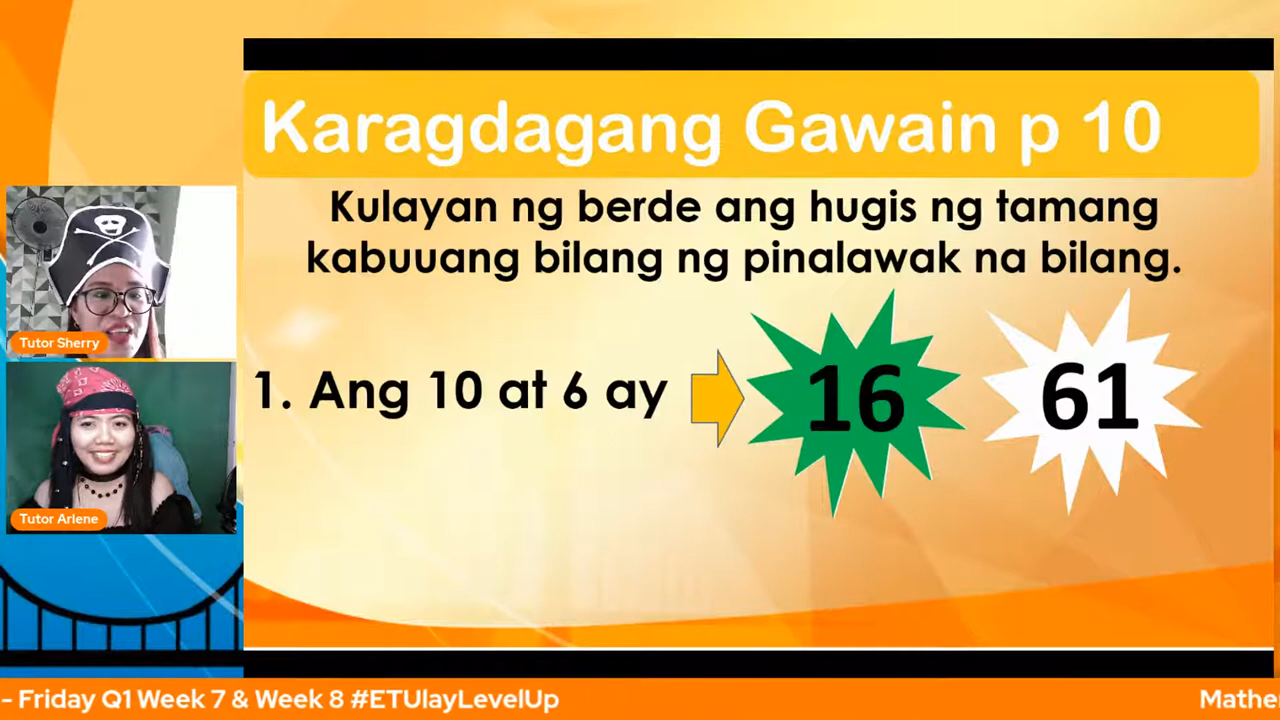 Karagdagang Gawain p 10
Kulayan ng berde ang hugis ng tamang
kabuuang bilang ng pinalawak na bilang.
1. Ang 10 at 6 ay
16
61
Tutor Sherry
Tutor Arlene
- Friday Q1 Week 7 & Week 8 #ETUlayLevelUp
Mathe